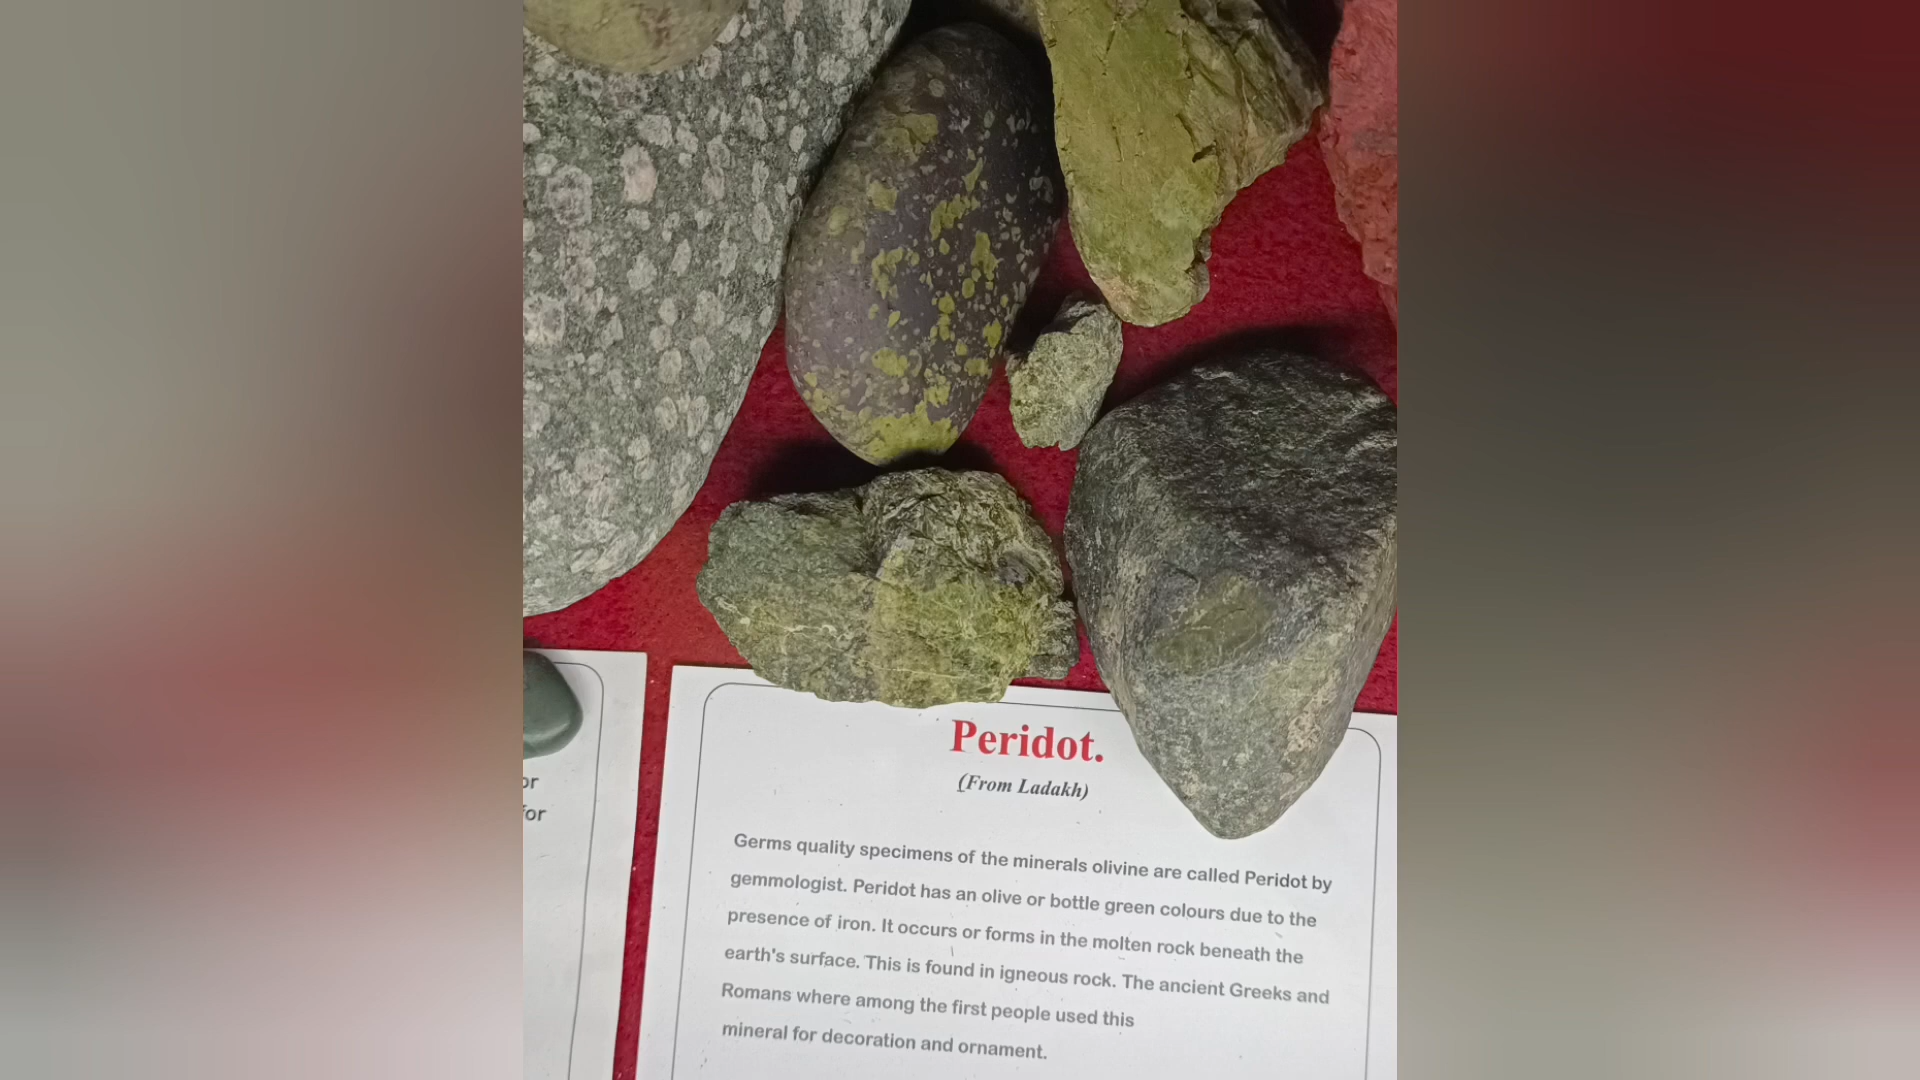 Peridot.
(From Ladakh)
Germs quality specimens of the minerals olivine are called Peridot by
gemmologist. Peridot has an olive or bottle green colours due to the
presence of iron. It occurs or forms in the molten rock beneath the
earth's surface. This is found in igneous rock. The ancient Greeks and
Romans where among the first people used this
mineral for decoration and ornament.
or
for